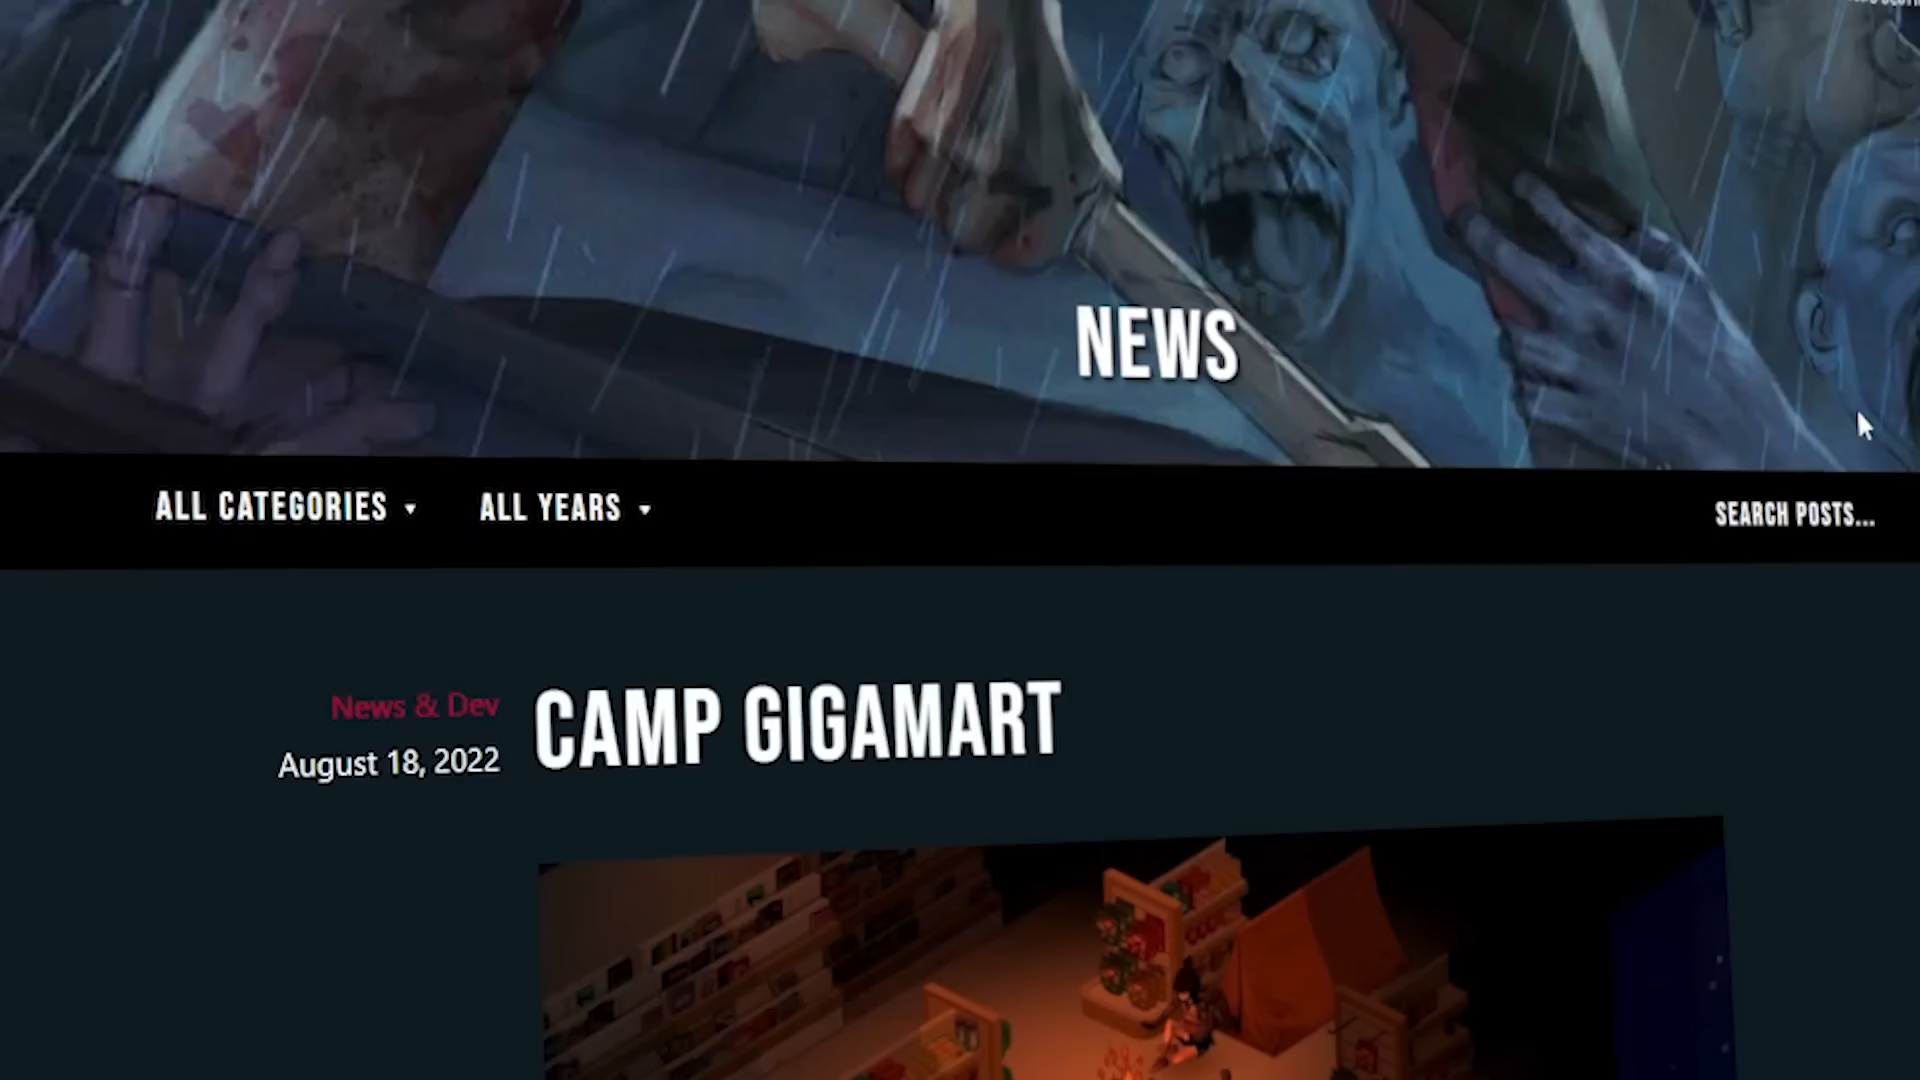 NEWS
ALL CATEGORIES
ALL YEARS
SEARCH POSTS...
News & Dev
August 18, 2022
CAMP GIGAMART